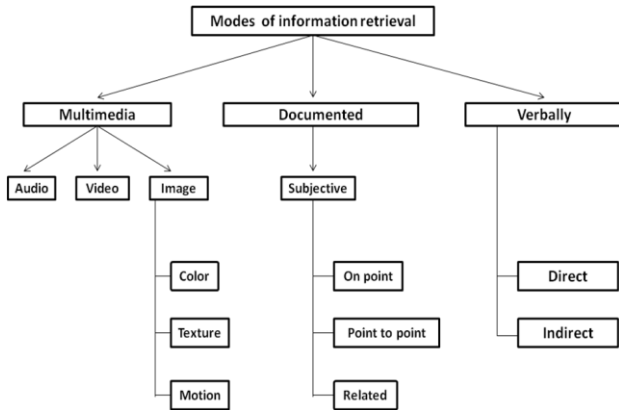 Modes of information retrieval
Multimedia
Documented
Verbally
Audio
Video
Image
Subjective
Color
On point
Direct
Texture
Point to point
Indirect
Motion
Related